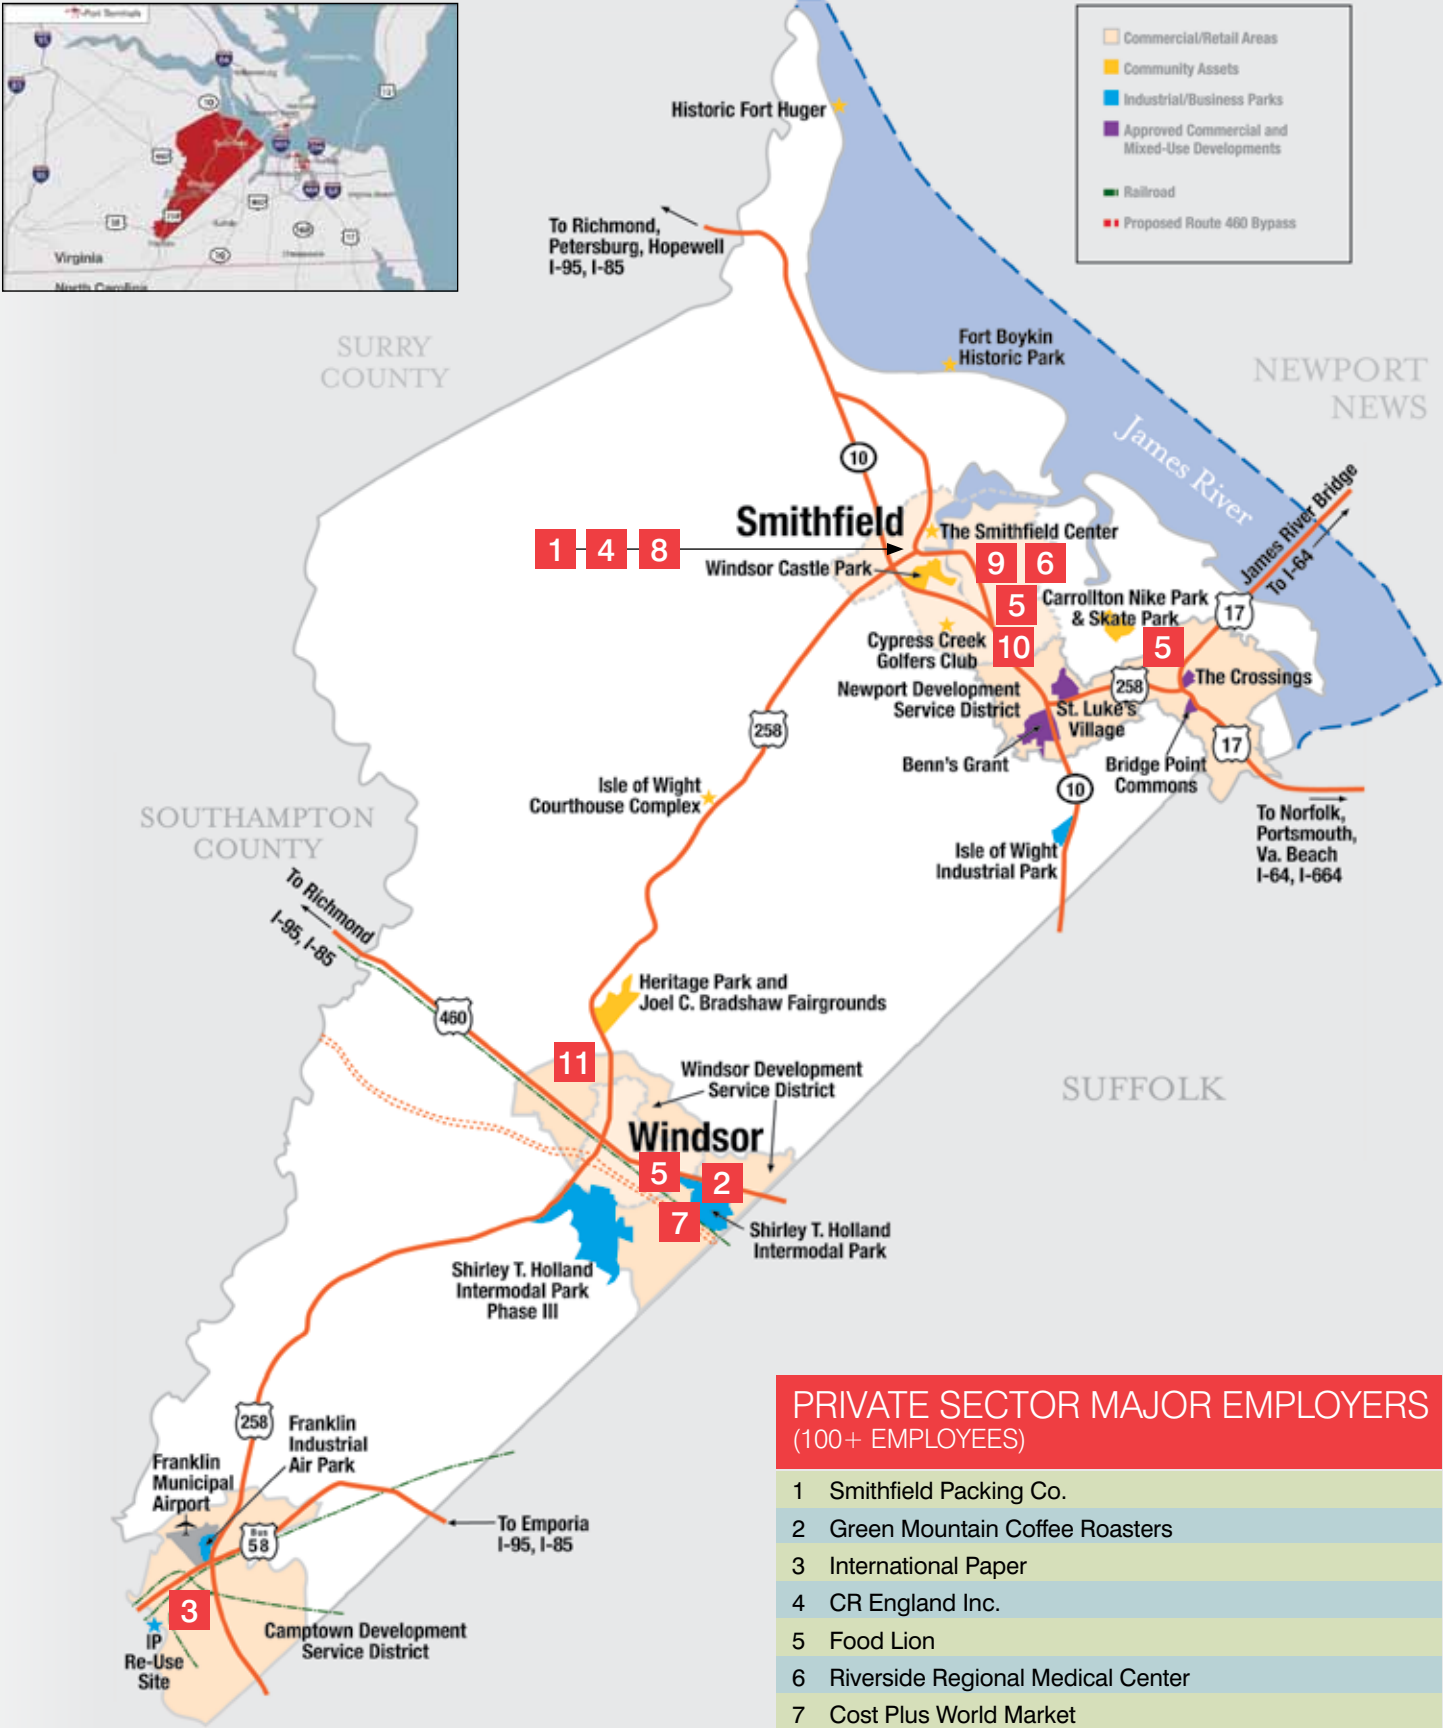 Port Terminals
Virginia
North Carolina
Commercial/Retail Areas
Community Assets
Industrial/Business Parks
Approved Commercial and
Mixed-Use Developments
Railroad
Proposed Route 460 Bypass
Historic Fort Huger
To Richmond,
Petersburg, Hopewell
I-95, I-85
SURRY
COUNTY
Fort Boykin
Historic Park
NEWPORT
NEWS
James River
James River Bridge
To I-64
10
Smithfield
The Smithfield Center
1 4 8
Windsor Castle Park
9 6
5
Carrollton Nike Park
& Skate Park
17
Cypress Creek
Golfers Club
10
5
258
The Crossings
Newport Development
Service District
St. Luke's
Village
17
258
Benn's Grant
Bridge Point
Commons
10
Isle of Wight
Courthouse Complex
To Norfolk,
Portsmouth,
Va. Beach
I-64, I-664
SOUTHAMPTON
COUNTY
Isle of Wight
Industrial Park
To Richmond
I-95, I-85
460
Heritage Park and
Joel C. Bradshaw Fairgrounds
11
Windsor Development
Service District
SUFFOLK
Windsor
5
2
7
Shirley T. Holland
Intermodal Park
Shirley T. Holland
Intermodal Park
Phase III
258
Franklin
Industrial
Air Park
Franklin
Municipal
Airport
Bus
58
To Emporia
I-95, I-85
3
IP
Re-Use
Site
Camptown Development
Service District
PRIVATE SECTOR MAJOR EMPLOYERS
(100+ EMPLOYEES)
1 Smithfield Packing Co.
2 Green Mountain Coffee Roasters
3 International Paper
4 CR England Inc.
5 Food Lion
6 Riverside Regional Medical Center
7 Cost Plus World Market